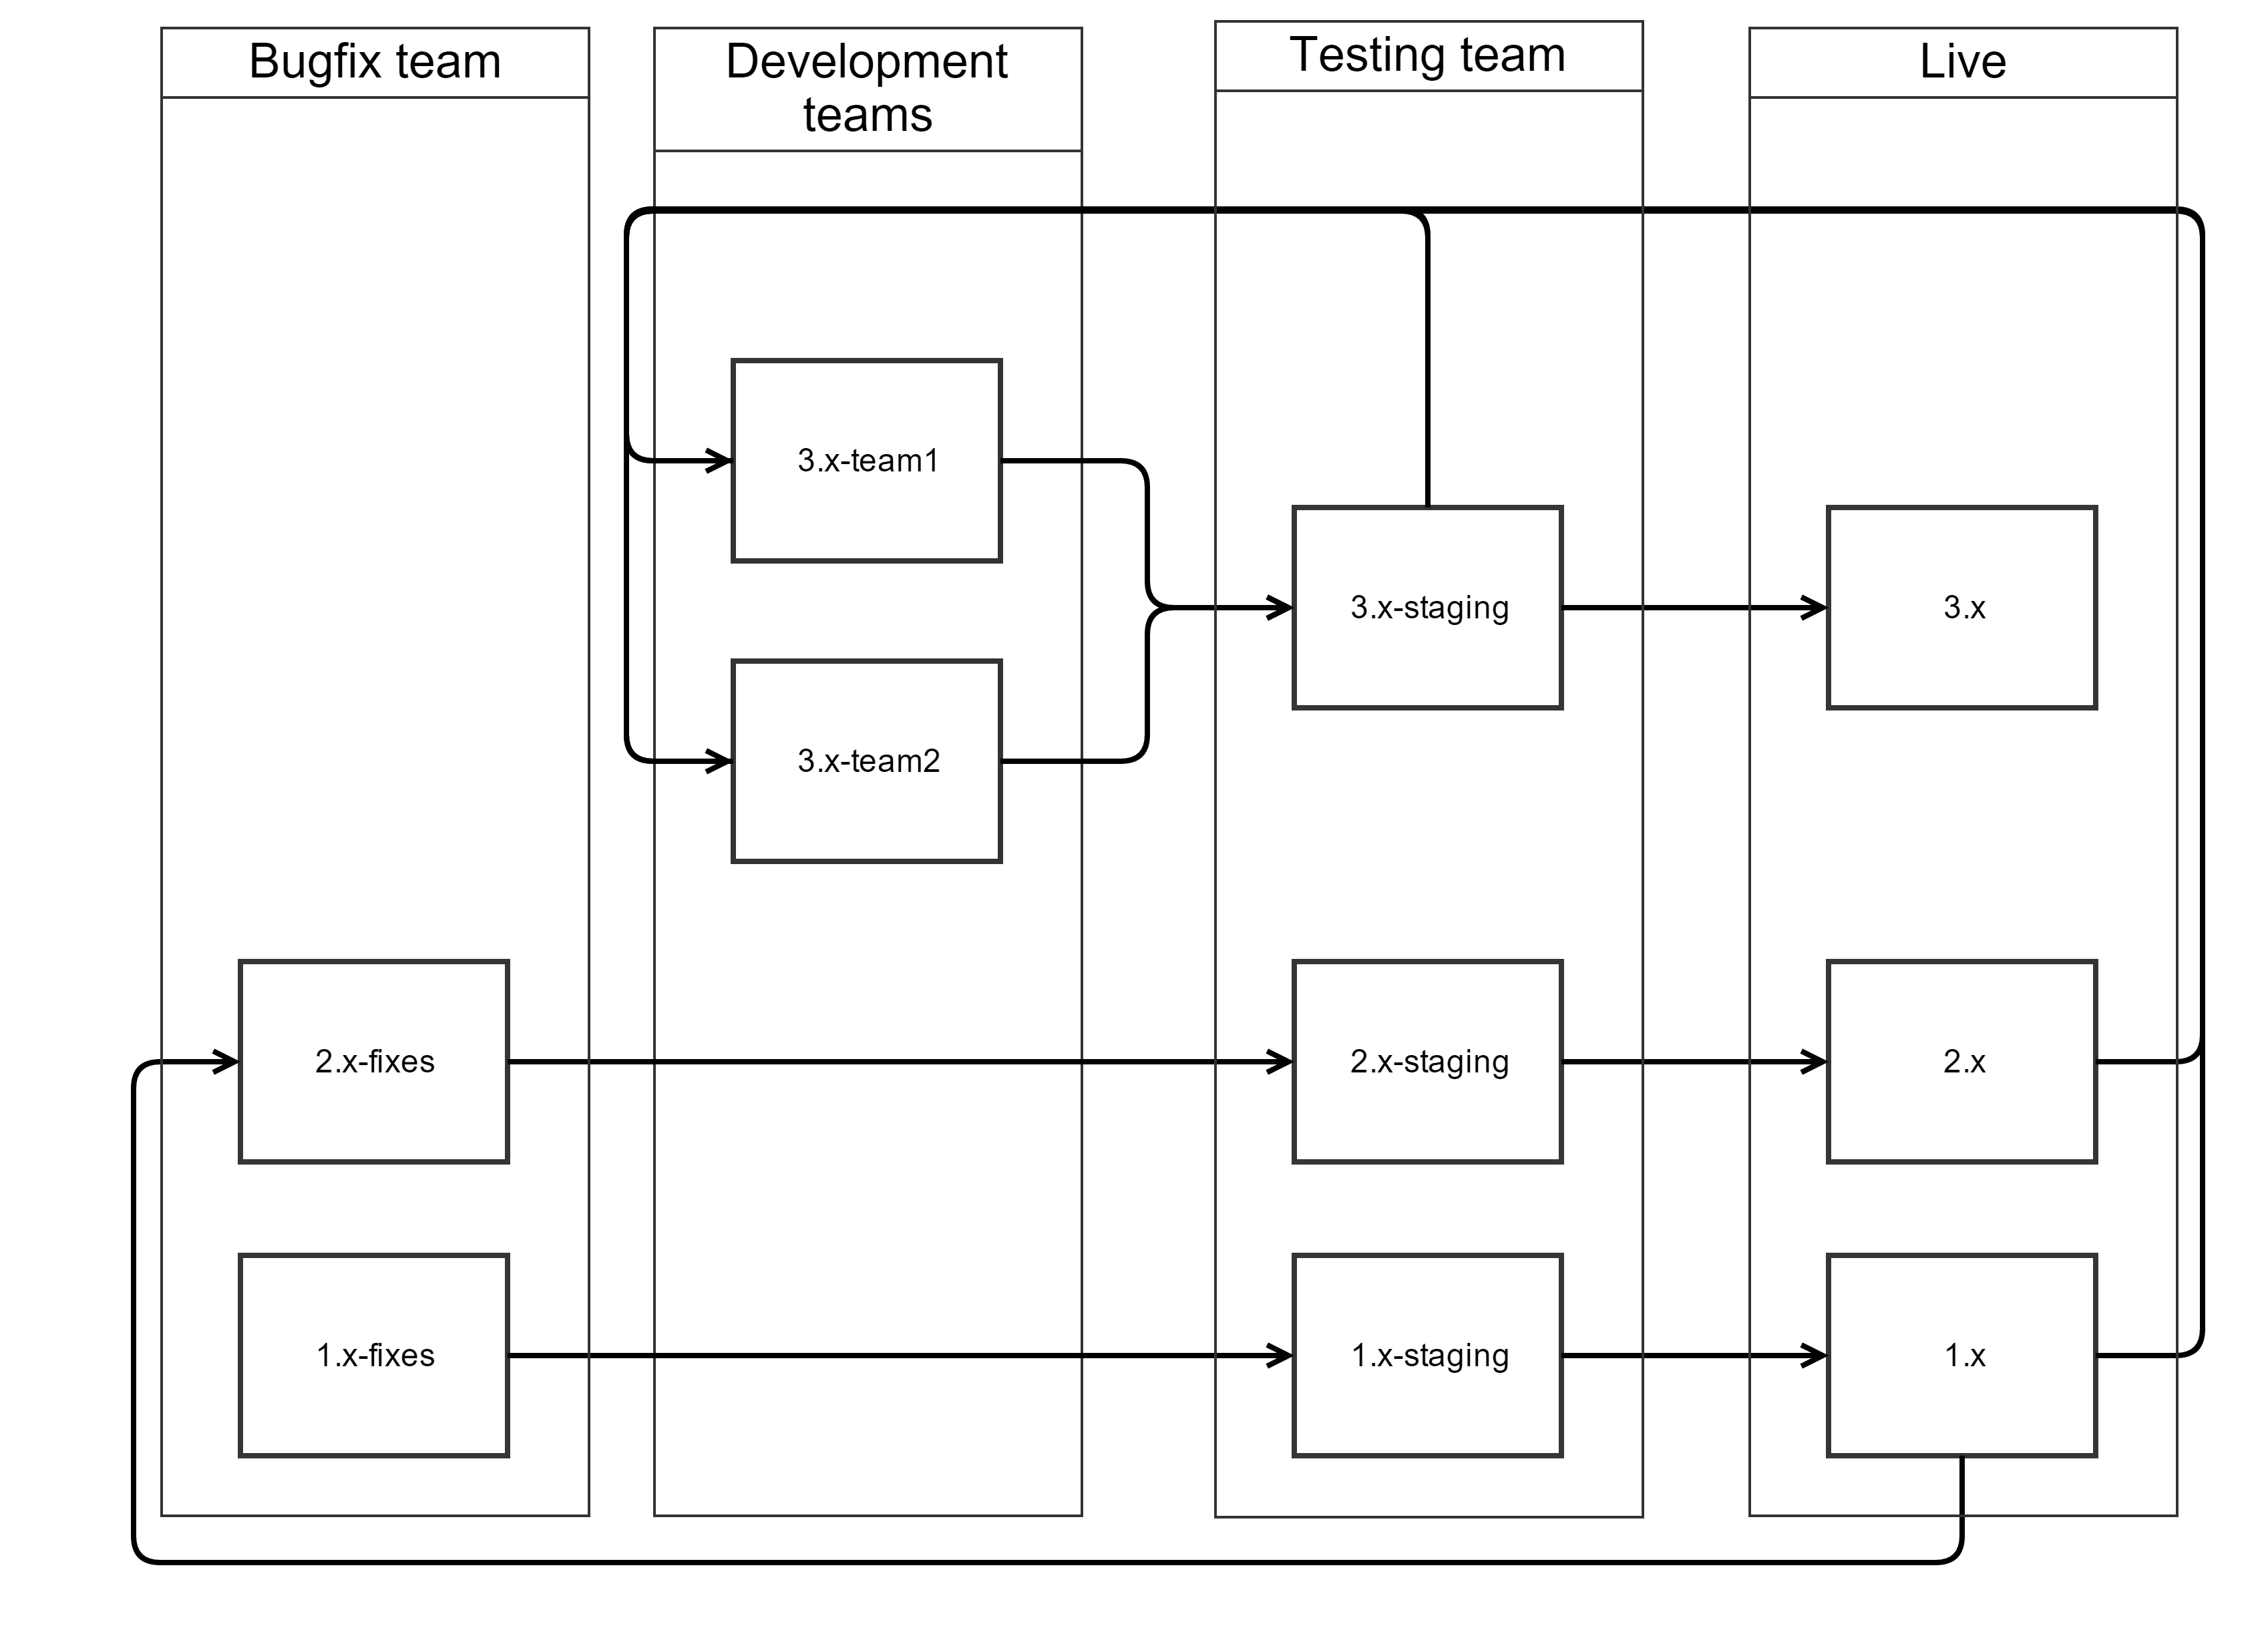 Bugfix team
Development
teams
Testing team
Live
3.x-team1
3.x-staging
3.x
3.x-team2
2.x-fixes
2.x-staging
2.x
1.x-fixes
1.x-staging
1.x